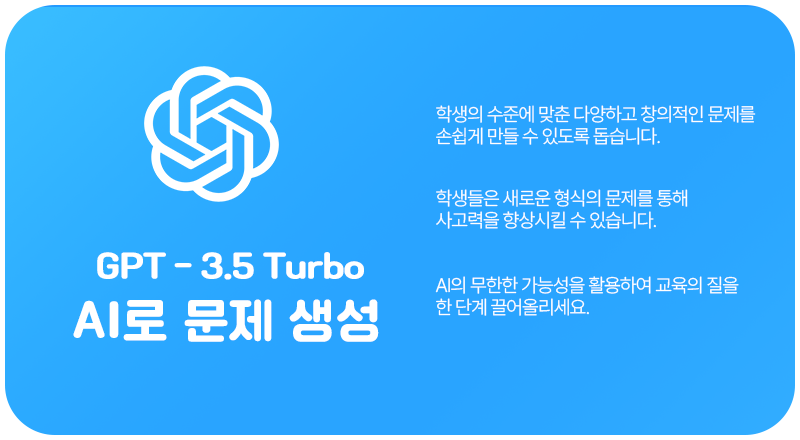 GPT - 3.5 Turbo
AI로 문제 생성
학생의 수준에 맞춘 다양하고 창의적인 문제를
손쉽게 만들 수 있도록 돕습니다.
학생들은 새로운 형식의 문제를 통해
사고력을 향상시킬 수 있습니다.
AI의 무한한 가능성을 활용하여 교육의 질을
한 단계 끌어올리세요.